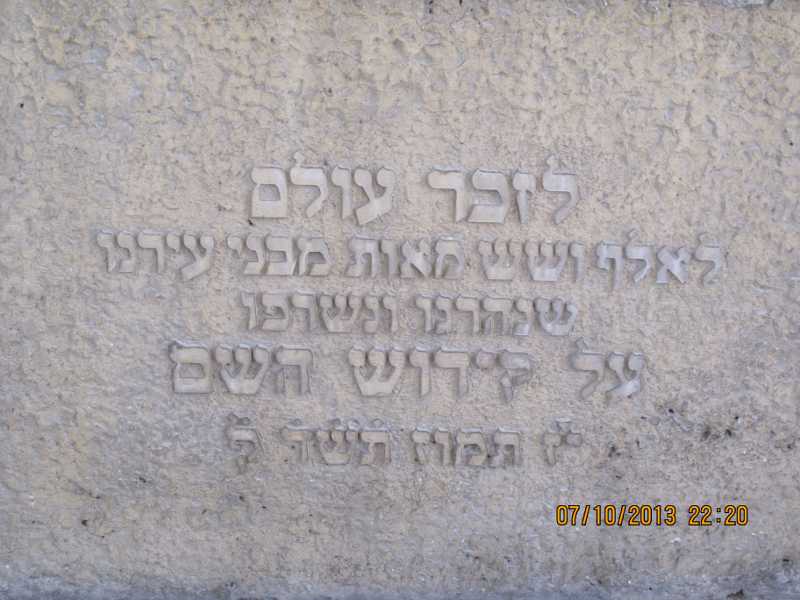 לזכר עולם
לאלף ושש מאות מבני עירנו
שנהרגו ונשרפו
על קידוש השם
י״ז תמוז תש״ד
07/10/2013 22:20